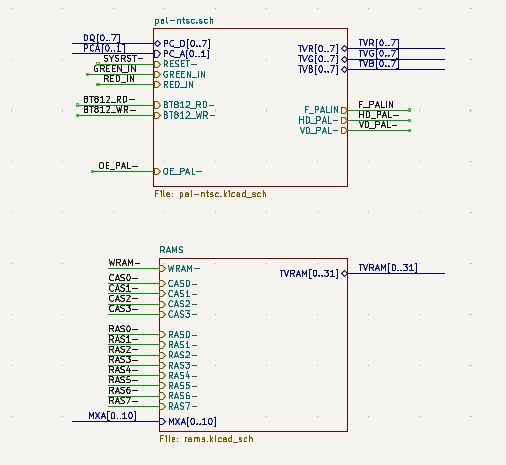 pal-ntsc.sch
DQ[0..7] PC_D[0..7] TVR[0..7] TVR[0..7]
PCA[0..1] PC_A[0..1] TVG[0..7] TVG[0..7]
SYSRST- RESET- TVB[0..7] TVB[0..7]
GREEN_IN GREEN_IN
RED_IN RED_IN
BT812_RD- BT812_RD- F_PALIN F_PALIN
BT812_WR- BT812_WR- HD_PAL- HD_PAL-
VD_PAL- VD_PAL-
OE_PAL- OE_PAL-
File: pal-ntsc.kicad_sch
RAMS
WRAM- WRAM- TVRAM[0..31] TVRAM[0..31]
CAS0- CAS0-
CAS1- CAS1-
CAS2- CAS2-
CAS3- CAS3-
RAS0- RAS0-
RAS1- RAS1-
RAS2- RAS2-
RAS3- RAS3-
RAS4- RAS4-
RAS5- RAS5-
RAS6- RAS6-
RAS7- RAS7-
MXA[0..10] MXA[0..10]
File: rams.kicad_sch